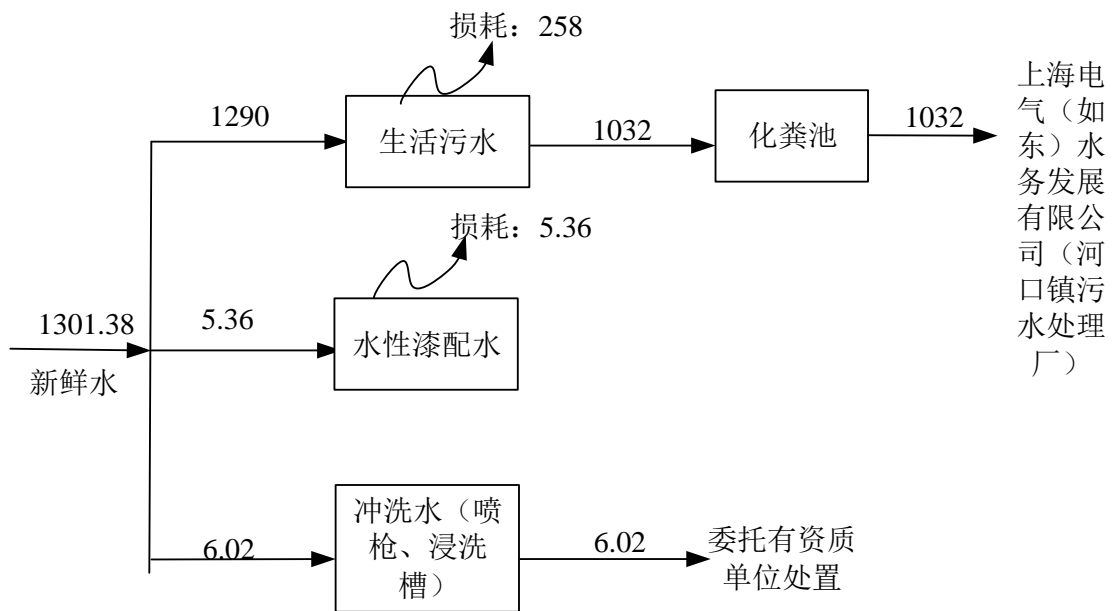 损耗：258
1290
生活污水
1032
化粪池
1032
上海电
气（如
东）水
务发展
有限公
司（河
口镇污
水处理
厂）
损耗：5.36
1301.38
5.36
水性漆配水
新鲜水
6.02
冲洗水（喷
枪、浸洗
槽）
6.02
委托有资质
单位处置